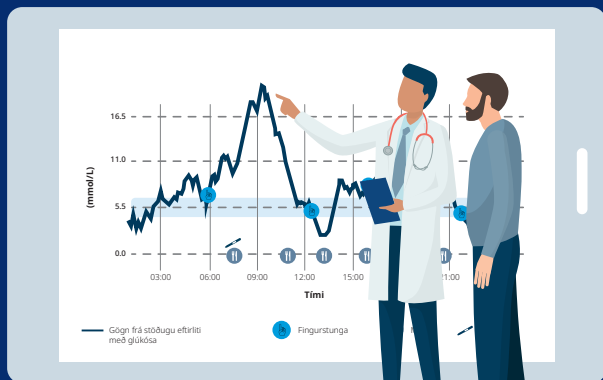 16.5
11.0
5.5
0.0
(mmol/L)
03:00
06:00
09:00
12:00
15:00
21:00
Tími
Gögn frá stöðugu eftirliti
með glúkósa
Fingurstunga